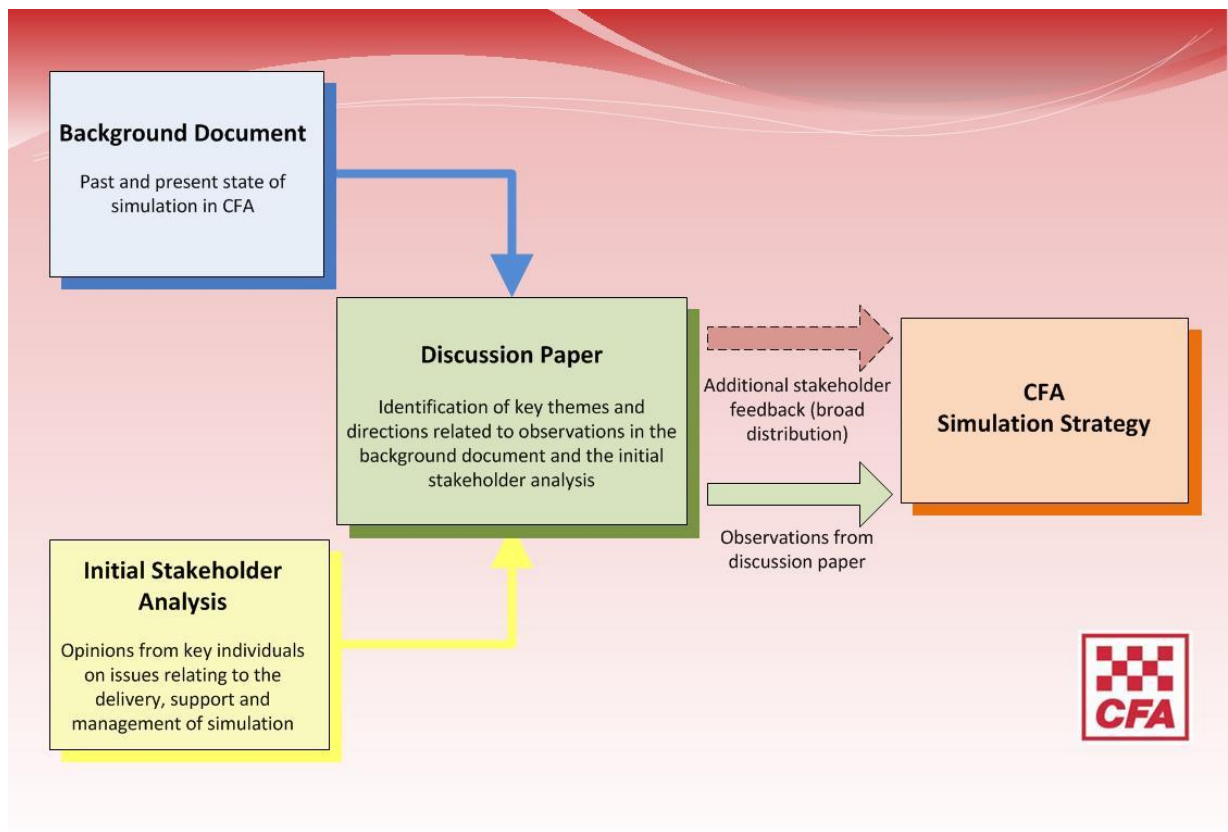 Background Document
Past and present state of
simulation in CFA
Discussion Paper
Identification of key themes and
directions related to observations in the
background document and the initial
stakeholder analysis
Additional stakeholder
feedback (broad
distribution)
Observations from
discussion paper
CFA
Simulation Strategy
Initial Stakeholder
Analysis
Opinions from key individuals
on issues relating to the
delivery, support and
management of simulation
CFA